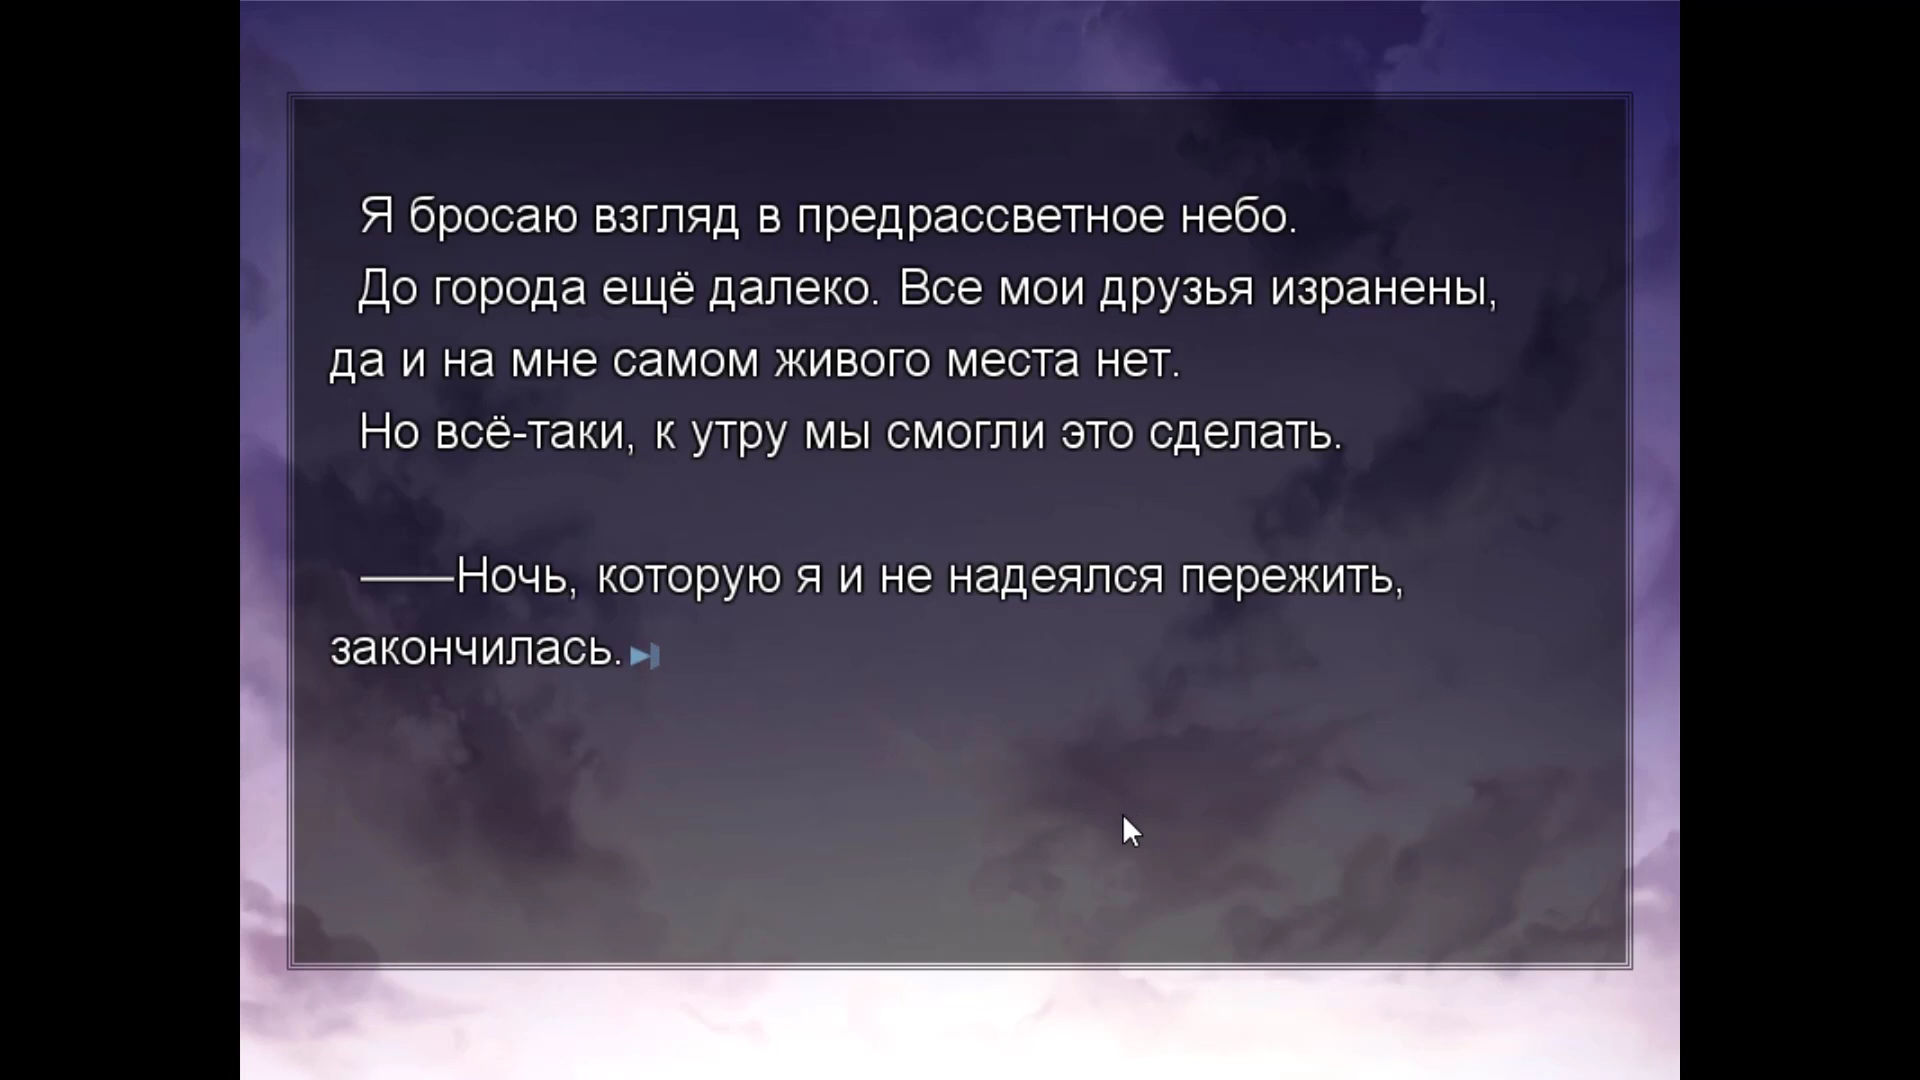 Я бросаю взгляд в предрассветное небо.
До города ещё далеко. Все мои друзья изранены,
да и на мне самом живого места нет.
Но всё-таки, к утру мы смогли это сделать.
——Ночь, которую я и не надеялся пережить,
закончилась.